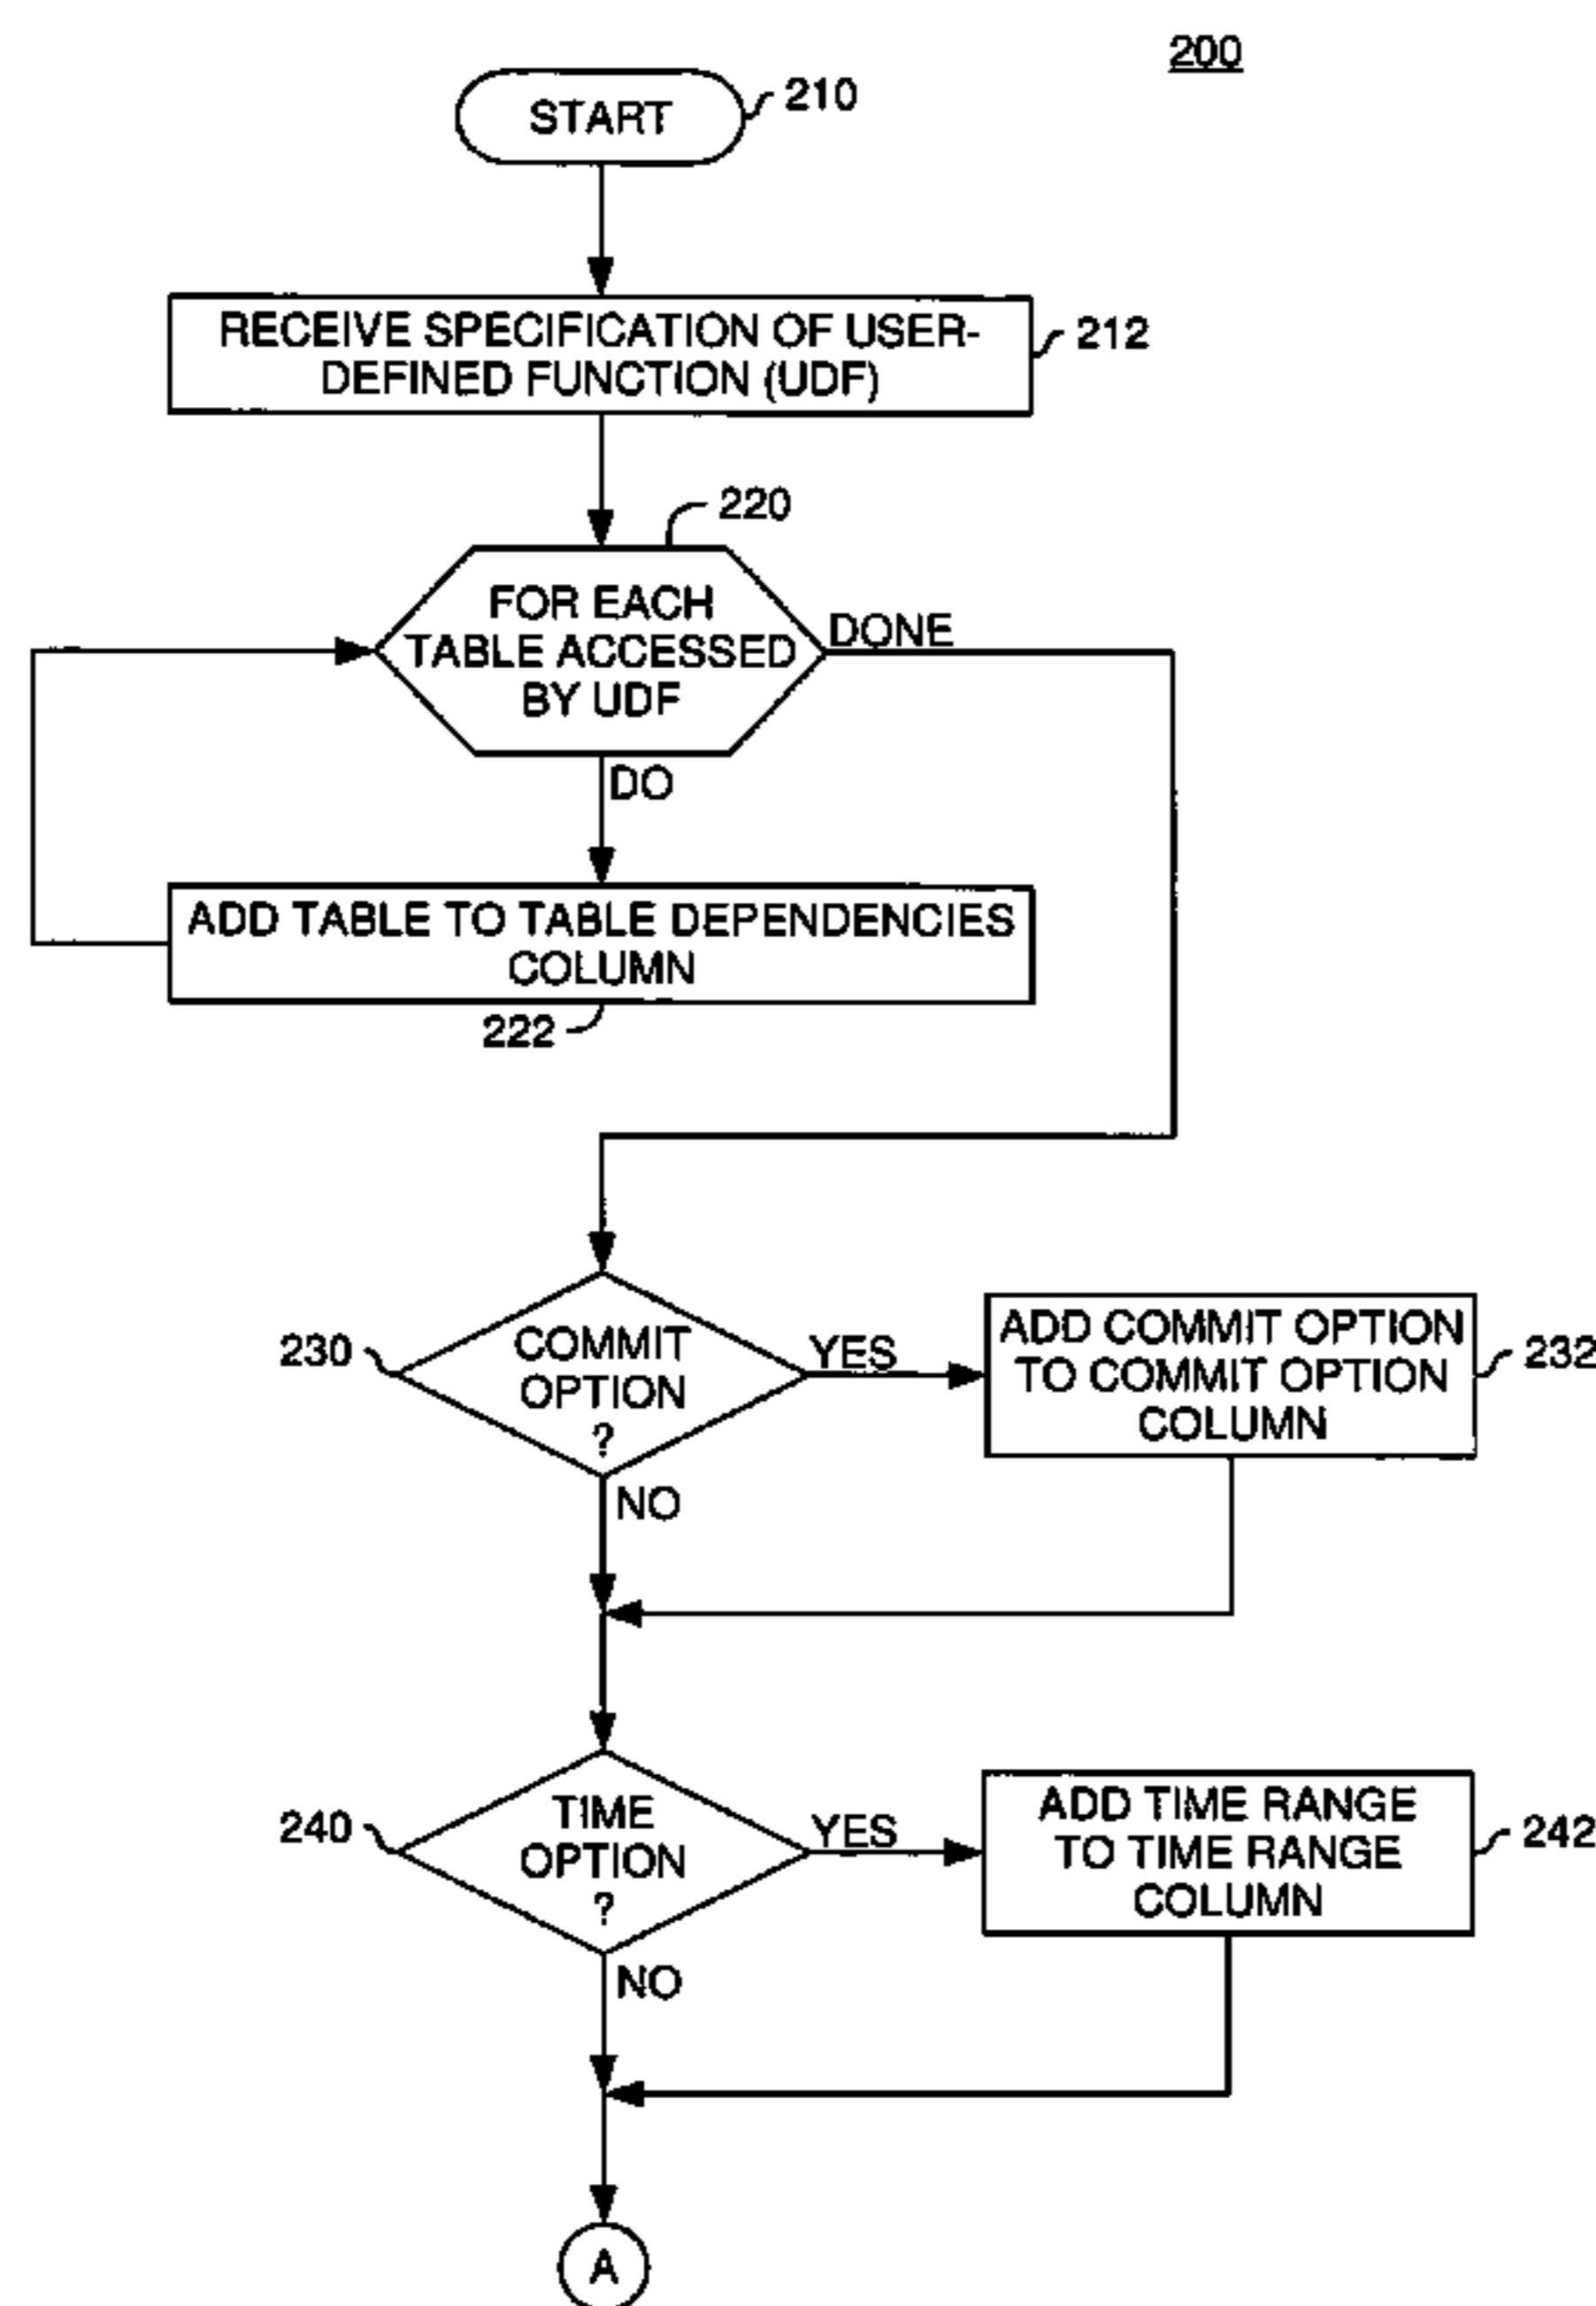 200
START
210
RECEIVE SPECIFICATION OF USER-
DEFINED FUNCTION (UDF)
212
220
FOR EACH
TABLE ACCESSED
BY UDF
DONE
DO
ADD TABLE TO TABLE DEPENDENCIES
COLUMN
222
230
COMMIT
OPTION
?
YES
ADD COMMIT OPTION
TO COMMIT OPTION
COLUMN
232
NO
240
TIME
OPTION
?
YES
ADD TIME RANGE
TO TIME RANGE
COLUMN
242
NO
A